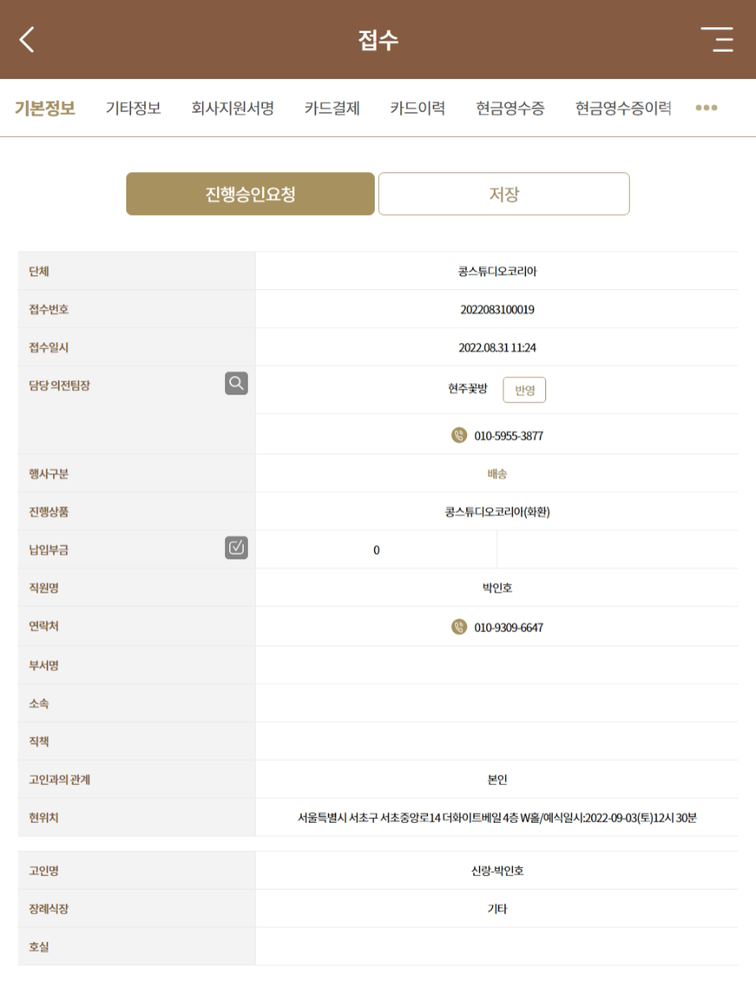 접수
기본정보 기타정보 회사지원서명 카드결제 카드이력 현금영수증 현금영수증이력
진행승인요청 저장
단체 콩스튜디오코리아
접수번호 2022083100019
접수일시 2022.08.31 11:24
담당 의전팀장 현주꽃방 반영
010-5955-3877
행사구분 배송
진행상품 콩스튜디오코리아(화환)
납입부금 0
직원명 박인호
연락처 010-9309-6647
부서명
소속
직책
고인과의 관계 본인
현위치 서울특별시 서초구 서초중앙로14 더화이트베일 4층 W홀/예식일시:2022-09-03(토)12시 30분
고인명 신랑-박인호
장례식장 기타
호실